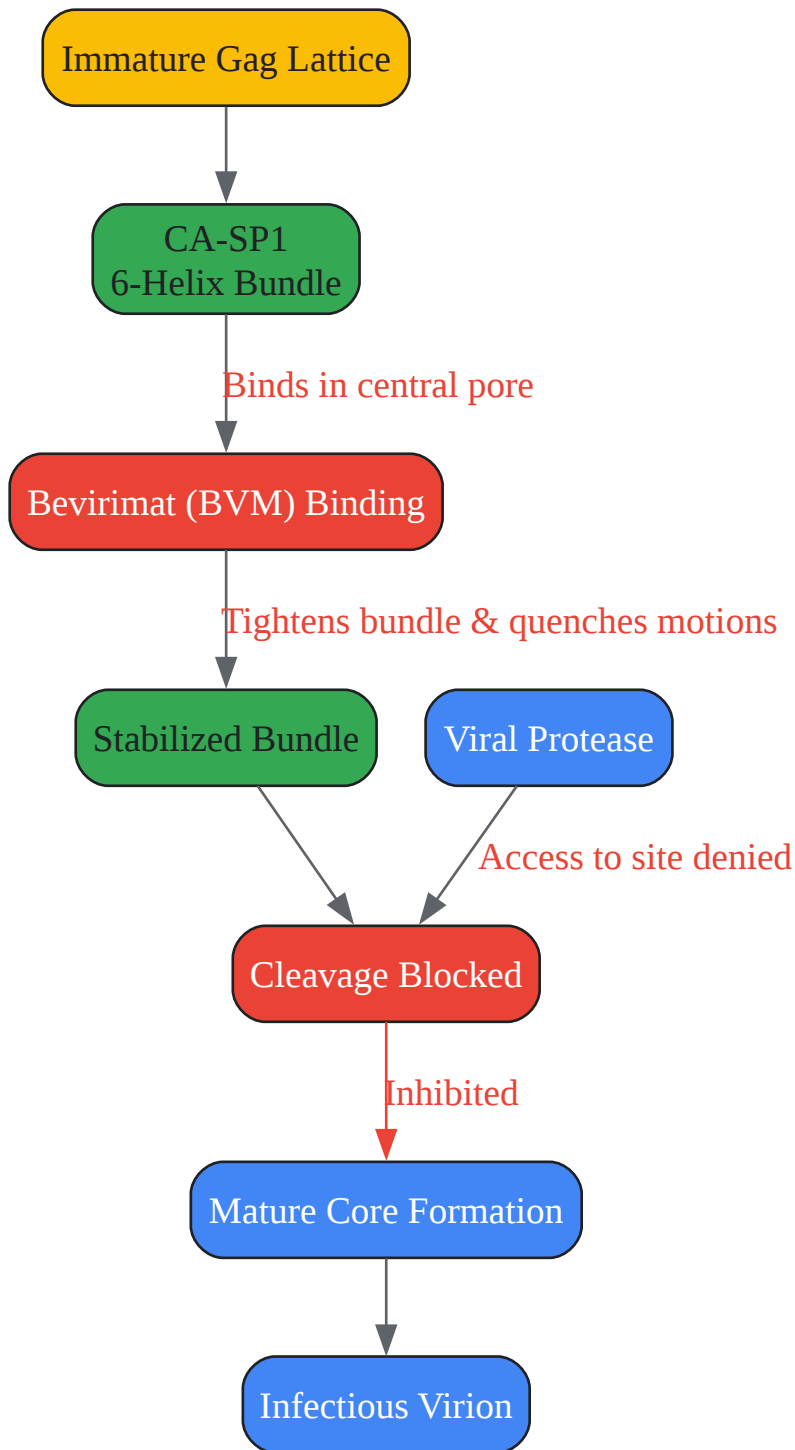 Immature Gag Lattice
CA-SP1
6-Helix Bundle
Binds in central pore
Bevirimat (BVM) Binding
Tightens bundle & quenches motions
Stabilized Bundle
Viral Protease
Access to site denied
Cleavage Blocked
Inhibited
Mature Core Formation
Infectious Virion